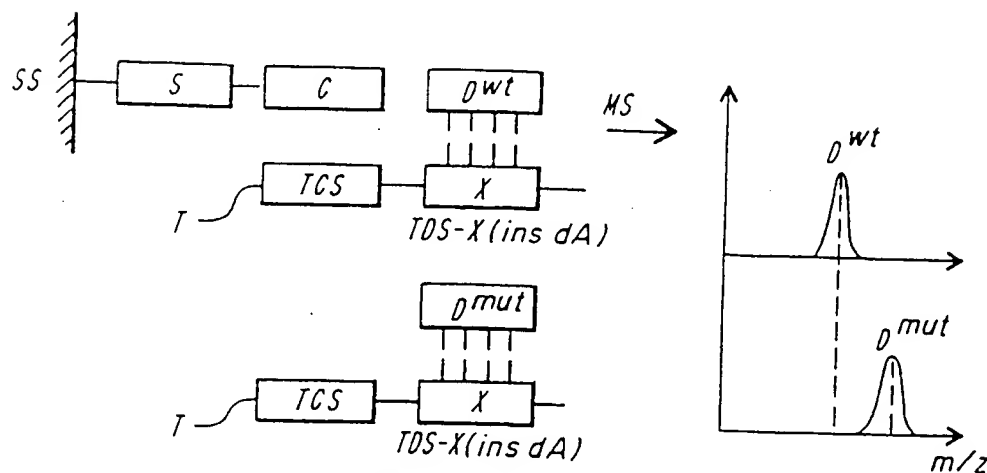 SS
S
C
D wt
MS
D wt
T
TCS
X
TDS-X(ins dA)
D mut
T
TCS
X
TDS-X(ins dA)
D mut
m/z